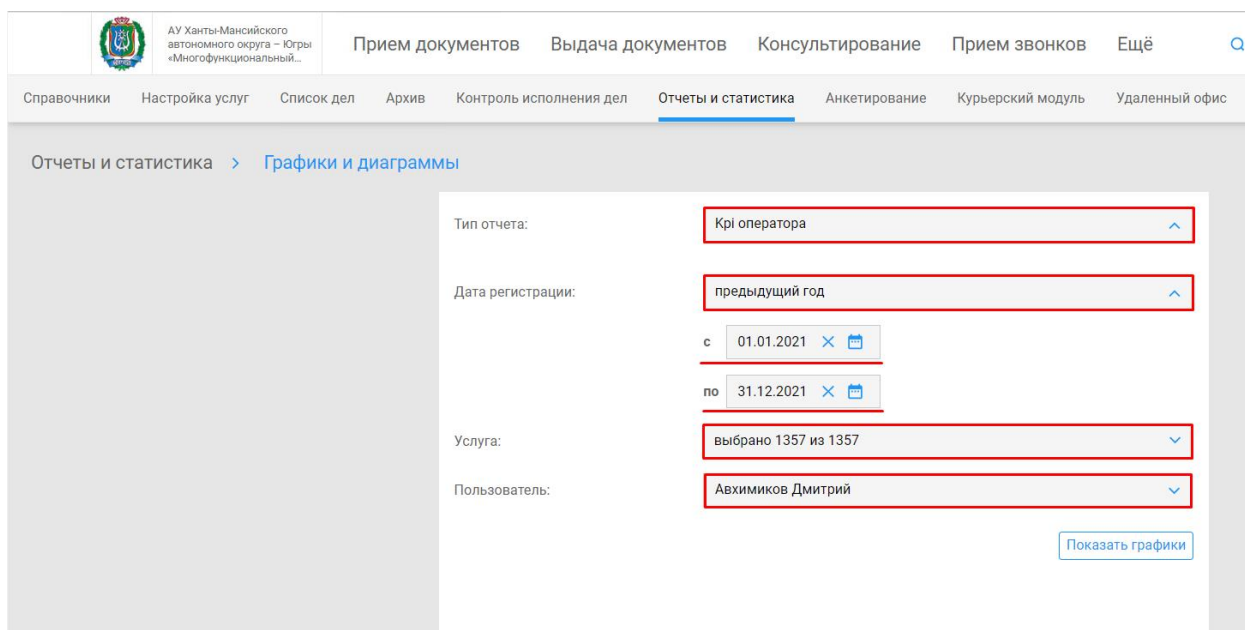 АУ Ханты-Мансийского
автономного округа – Югры
«Многофункциональный...
Прием документов Выдача документов Консультирование Прием звонков Ещё
Справочники Настройка услуг Список дел Архив Контроль исполнения дел Отчеты и статистика Анкетирование Курьерский модуль Удаленный офис
Отчеты и статистика > Графики и диаграммы
Тип отчета: Kpi оператора
Дата регистрации: предыдущий год
с 01.01.2021
по 31.12.2021
Услуга: выбрано 1357 из 1357
Пользователь: Авхимиков Дмитрий
Показать графики